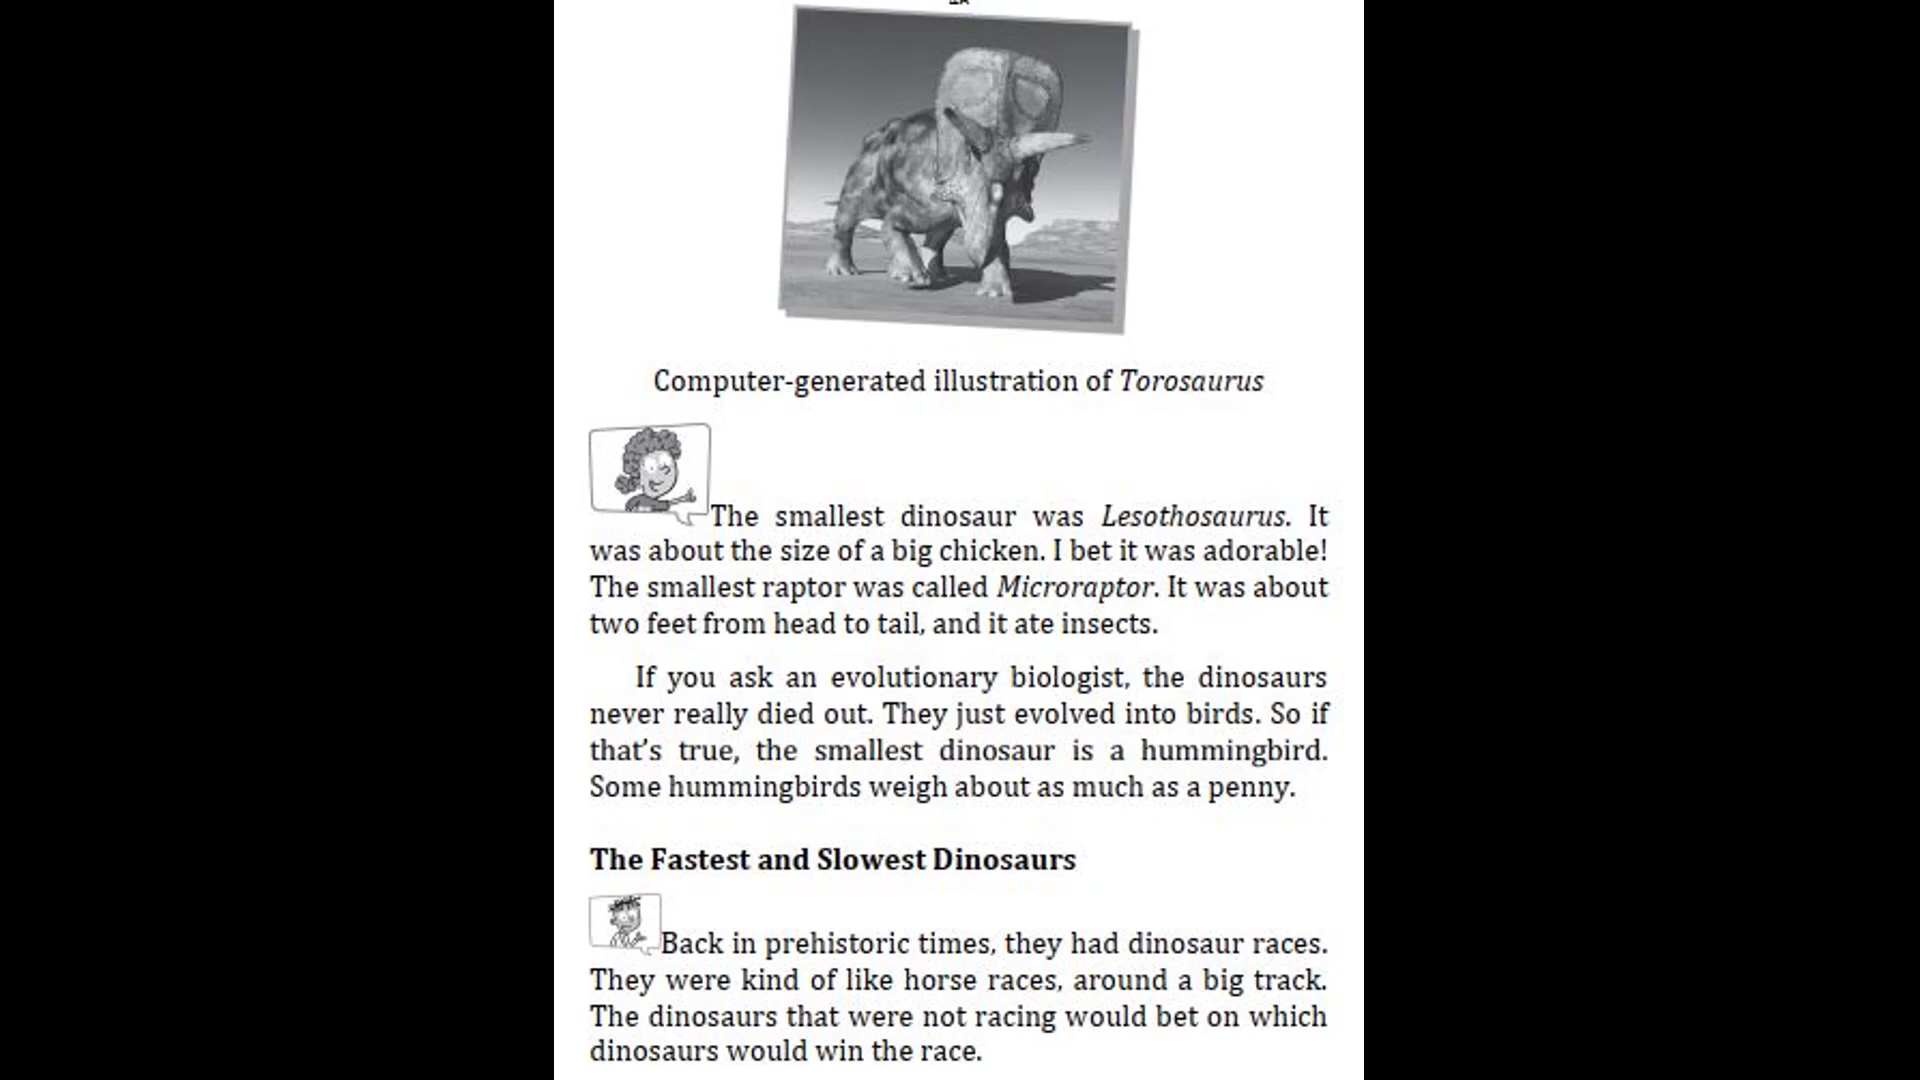 Computer-generated illustration of Torosaurus
The smallest dinosaur was Lesothosaurus. It
was about the size of a big chicken. I bet it was adorable!
The smallest raptor was called Microraptor. It was about
two feet from head to tail, and it ate insects.
If you ask an evolutionary biologist, the dinosaurs
never really died out. They just evolved into birds. So if
that’s true, the smallest dinosaur is a hummingbird.
Some hummingbirds weigh about as much as a penny.
The Fastest and Slowest Dinosaurs
Back in prehistoric times, they had dinosaur races.
They were kind of like horse races, around a big track.
The dinosaurs that were not racing would bet on which
dinosaurs would win the race.